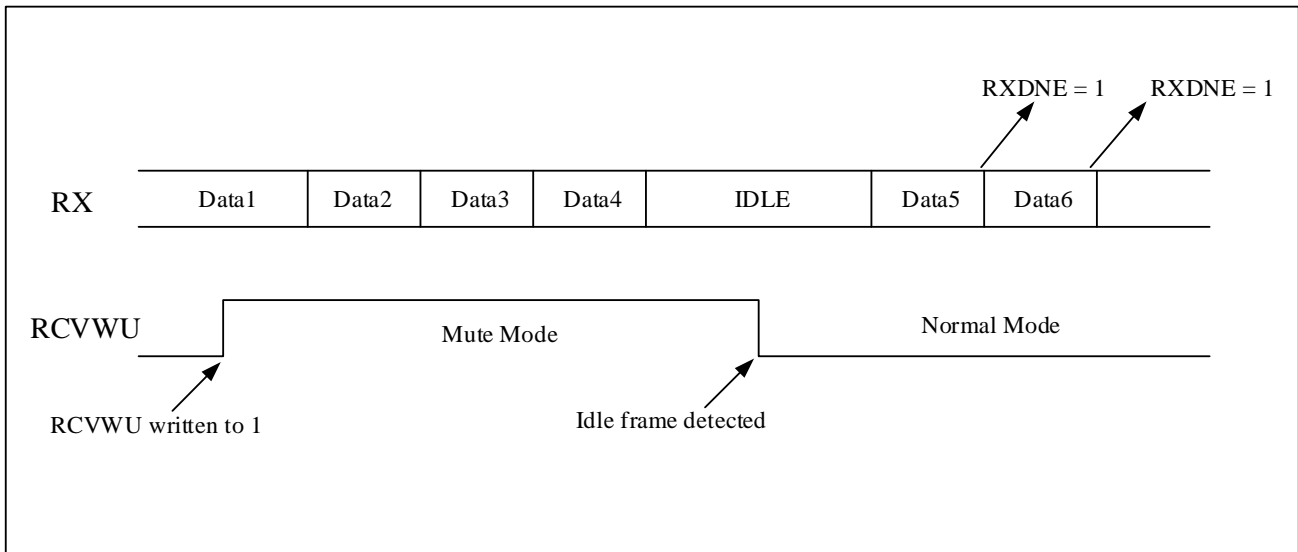 RXDNE = 1 RXDNE = 1
RX Data1 Data2 Data3 Data4 IDLE Data5 Data6
RCVWU Mute Mode Normal Mode
RCVWU written to 1 Idle frame detected